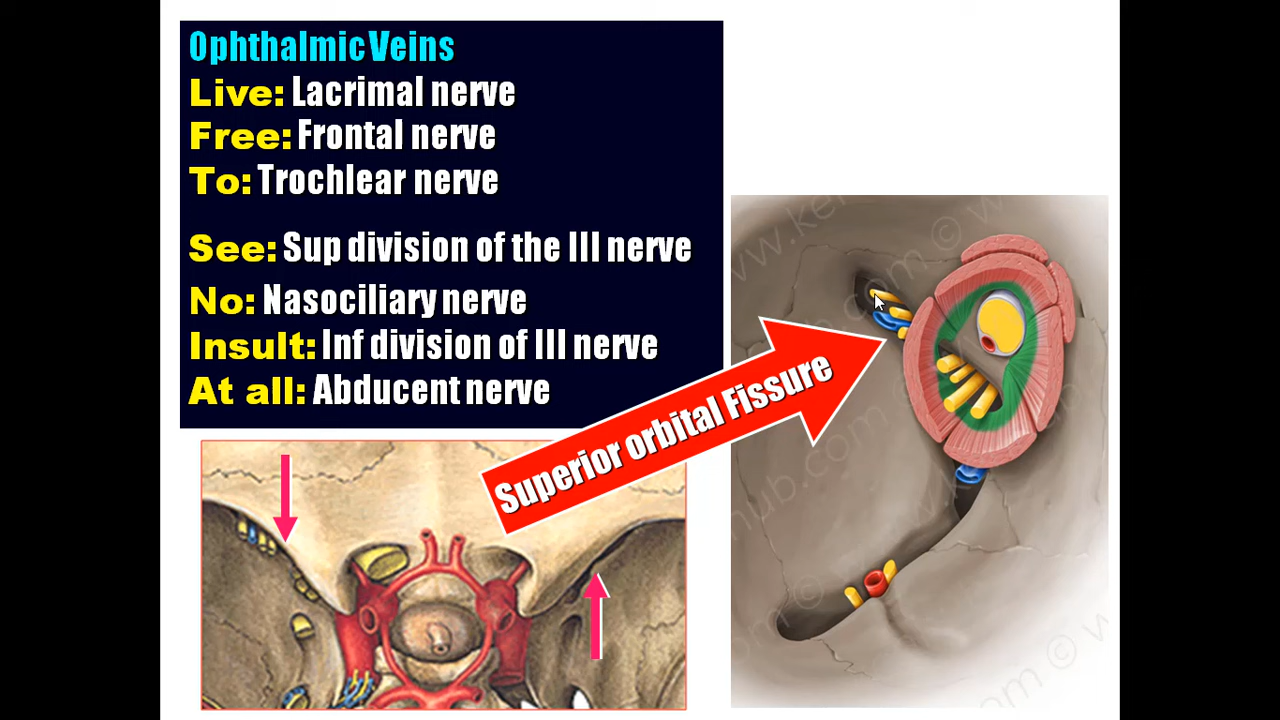 Ophthalmic Veins
Live: Lacrimal nerve
Free: Frontal nerve
To: Trochlear nerve
See: Sup division of the III nerve
No: Nasociliary nerve
Insult: Inf division of III nerve
At all: Abducent nerve
Superior orbital Fissure